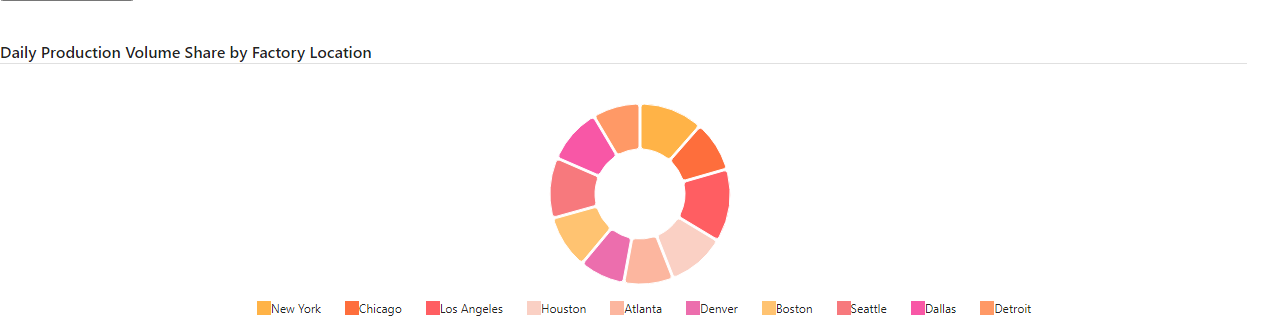 Daily Production Volume Share by Factory Location
New York Chicago Los Angeles Houston Atlanta Denver Boston Seattle Dallas Detroit